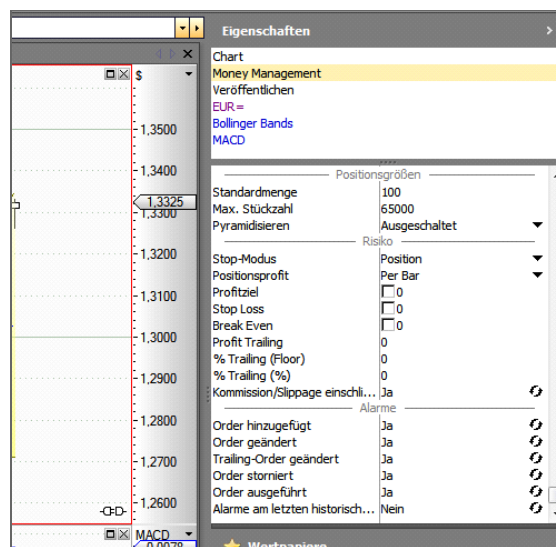 Eigenschaften
Chart
Money Management
Veröffentlichen
EUR=
Bollinger Bands
MACD
$
1,3500
1,3400
1,3325
1,3300
1,3200
1,3100
1,3000
1,2900
1,2800
1,2700
1,2600
MACD
0,0078
Positionsgrößen
Standardmenge 100
Max. Stückzahl 65000
Pyramidisieren Ausgeschaltet
Risiko
Stop-Modus Position
Positionsprofit Per Bar
Profitziel 0
Stop Loss 0
Break Even 0
Profit Trailing 0
% Trailing (Floor) 0
% Trailing (%) 0
Kommission/Slippage einschli... Ja
Alarme
Order hinzugefügt Ja
Order geändert Ja
Trailing-Order geändert Ja
Order storniert Ja
Order ausgeführt Ja
Alarme am letzten historisch... Nein
Wertpapiere